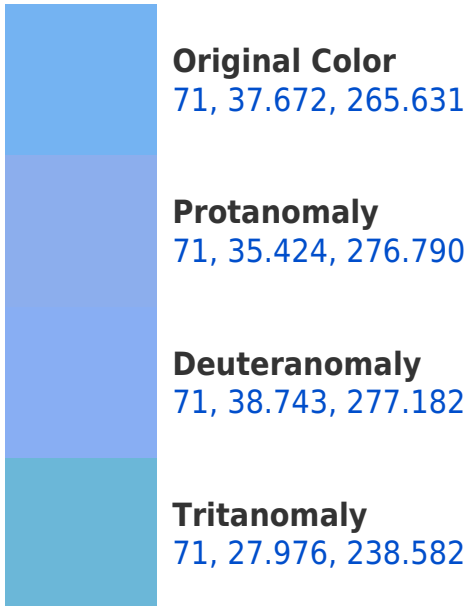 Original Color
71, 37.672, 265.631
Protanomaly
71, 35.424, 276.790
Deuteranomaly
71, 38.743, 277.182
Tritanomaly
71, 27.976, 238.582